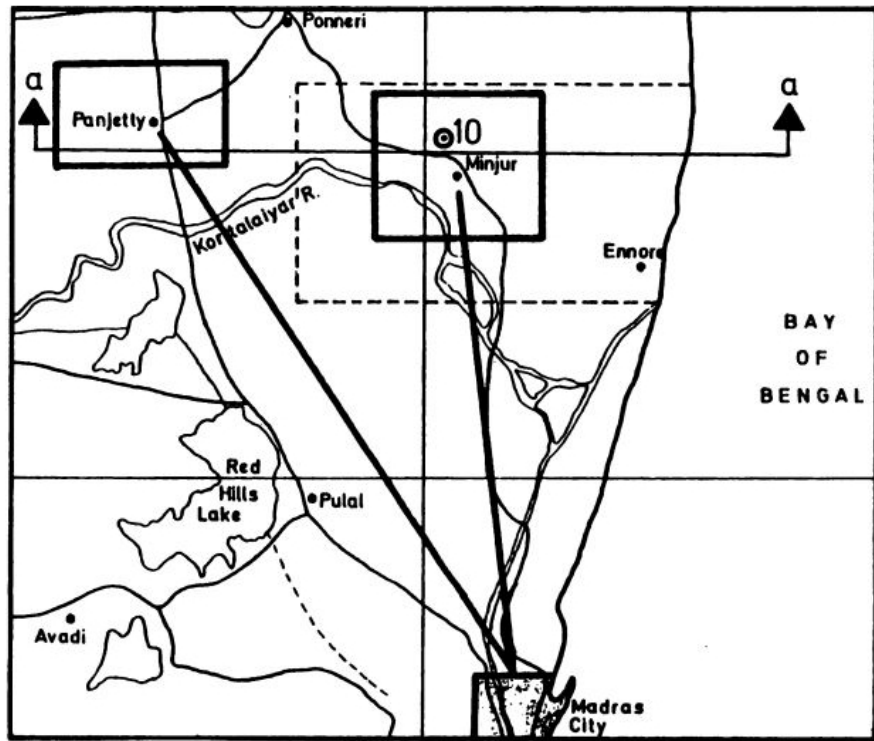 Ponneri
a
a
Panjetty
10
Minjur
Kortalaiyar R.
Ennore
BAY
OF
BENGAL
Red
Hills
Lake
Pulal
Avadi
Madras
City